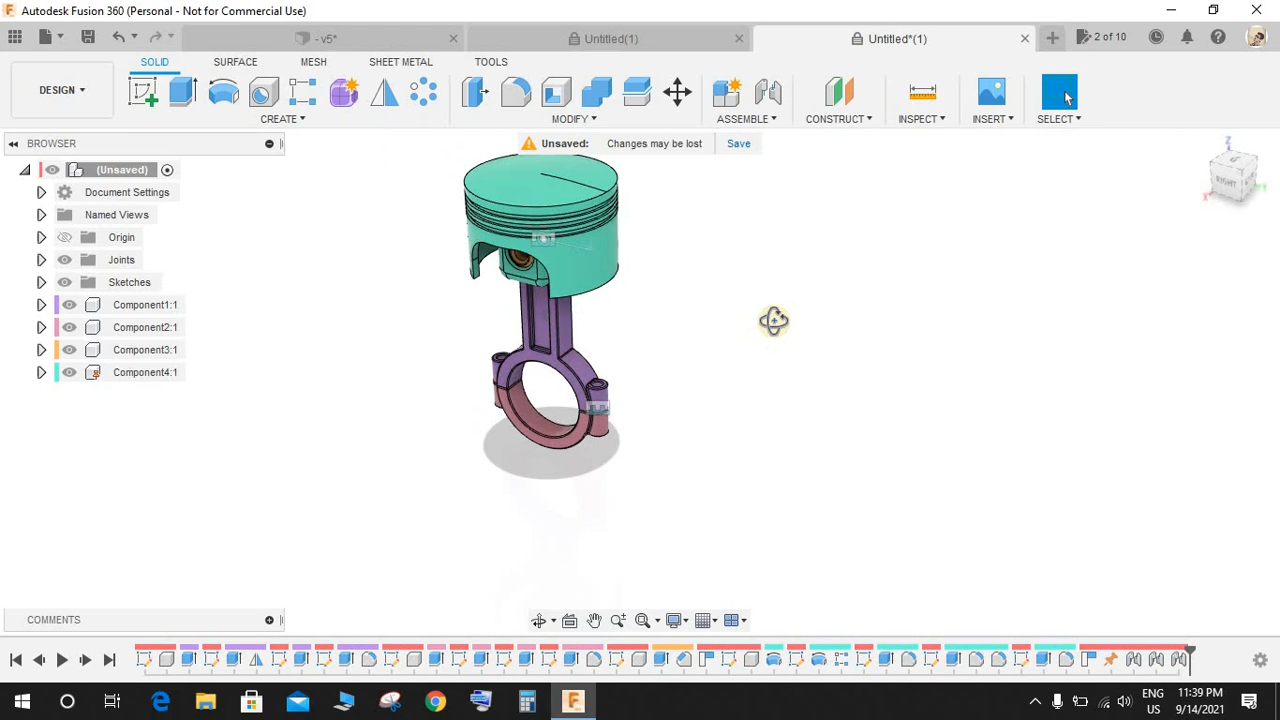 Autodesk Fusion 360 (Personal - Not for Commercial Use)
- v5*
Untitled(1)
Untitled*(1)
2 of 10
SOLID
SURFACE
MESH
SHEET METAL
TOOLS
DESIGN
CREATE
MODIFY
ASSEMBLE
CONSTRUCT
INSPECT
INSERT
SELECT
BROWSER
Unsaved: Changes may be lost Save
(Unsaved)
Document Settings
Named Views
Origin
Joints
Sketches
Component1:1
Component2:1
Component3:1
Component4:1
Z
RIGHT
X
Y
COMMENTS
ENG
US
11:39 PM
9/14/2021